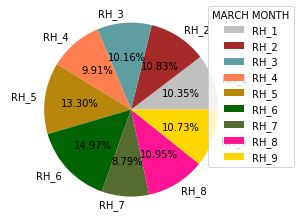 MARCH MONTH
RH_1
RH_2
RH_3
RH_4
RH_5
RH_6
RH_7
RH_8
RH_9
RH_3
RH_2
RH_4
RH_5
RH_6
RH_7
RH_8
10.16%
10.83%
9.91%
10.35%
13.30%
10.73%
14.97%
8.79%
10.95%